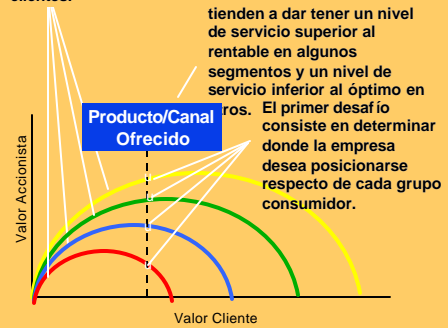 clientes.
tienden a dar tener un nivel
de servicio superior al
rentable en algunos
segmentos y un nivel de
servicio inferior al óptimo en
ros.
El primer desafío
consiste en determinar
donde la empresa
desea posicionarse
respecto de cada grupo
consumidor.
Producto/Canal
Ofrecido
Valor Accionista
Valor Cliente